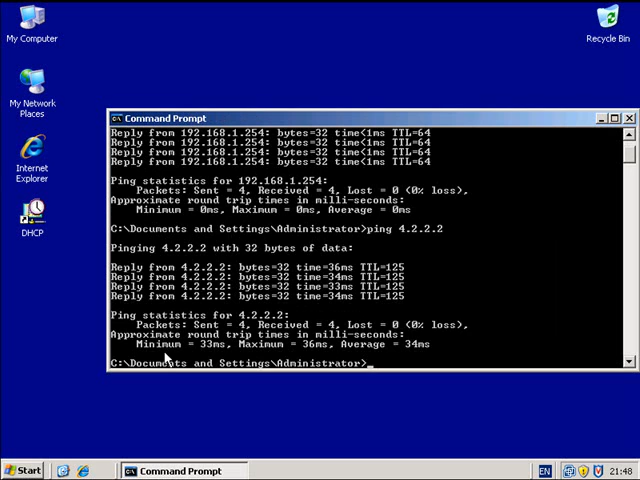 My Computer
Recycle Bin
My Network
Places
Internet
Explorer
DHCP
Command Prompt
Reply from 192.168.1.254: bytes=32 time<1ms TTL=64
Reply from 192.168.1.254: bytes=32 time<1ms TTL=64
Reply from 192.168.1.254: bytes=32 time<1ms TTL=64
Reply from 192.168.1.254: bytes=32 time<1ms TTL=64
Ping statistics for 192.168.1.254:
Packets: Sent = 4, Received = 4, Lost = 0 (0% loss),
Approximate round trip times in milli-seconds:
Minimum = 0ms, Maximum = 0ms, Average = 0ms
C:\Documents and Settings\Administrator>ping 4.2.2.2
Pinging 4.2.2.2 with 32 bytes of data:
Reply from 4.2.2.2: bytes=32 time=36ms TTL=125
Reply from 4.2.2.2: bytes=32 time=34ms TTL=125
Reply from 4.2.2.2: bytes=32 time=33ms TTL=125
Reply from 4.2.2.2: bytes=32 time=34ms TTL=125
Ping statistics for 4.2.2.2:
Packets: Sent = 4, Received = 4, Lost = 0 (0% loss),
Approximate round trip times in milli-seconds:
Minimum = 33ms, Maximum = 36ms, Average = 34ms
C:\Documents and Settings\Administrator>_
Start
Command Prompt
EN
21:48